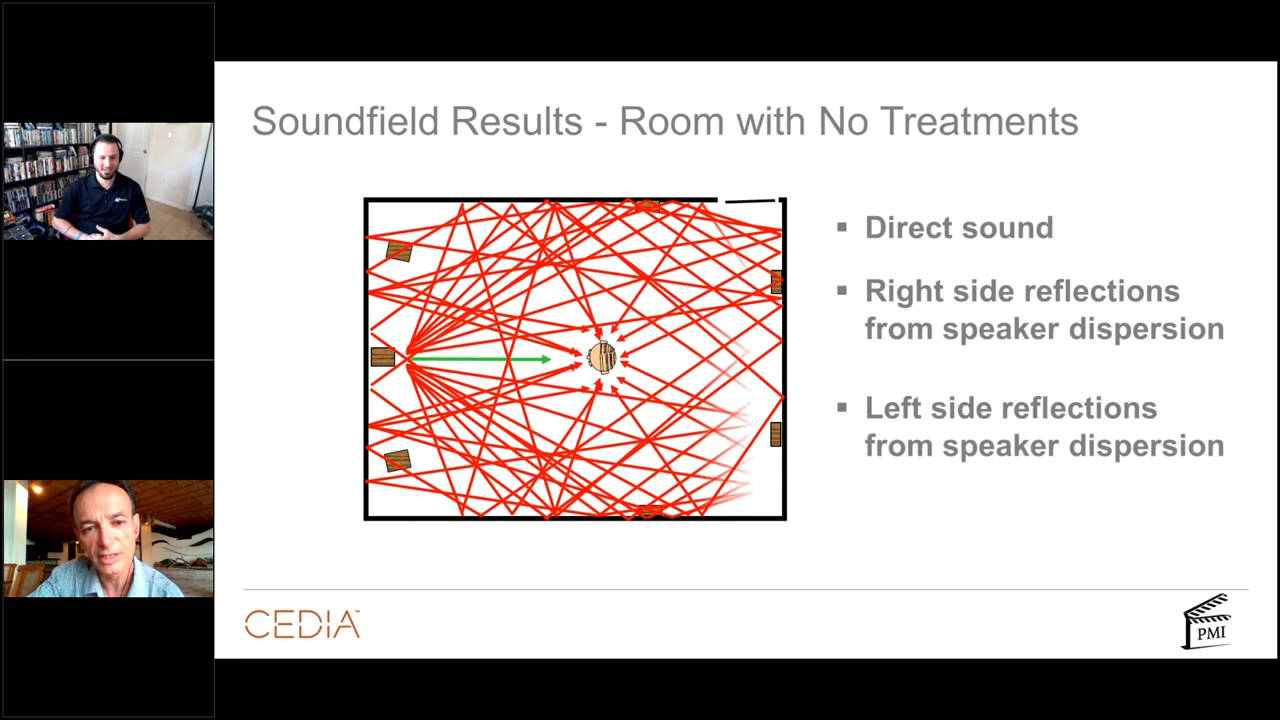 Soundfield Results - Room with No Treatments
▪ Direct sound
▪ Right side reflections
from speaker dispersion
▪ Left side reflections
from speaker dispersion
CEDIA™
PMI